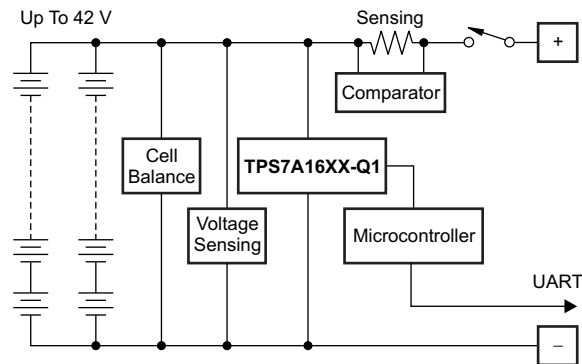 Up To 42 V
Sensing
+
Comparator
Cell
Balance
TPS7A16XX-Q1
Voltage
Sensing
Microcontroller
UART
–